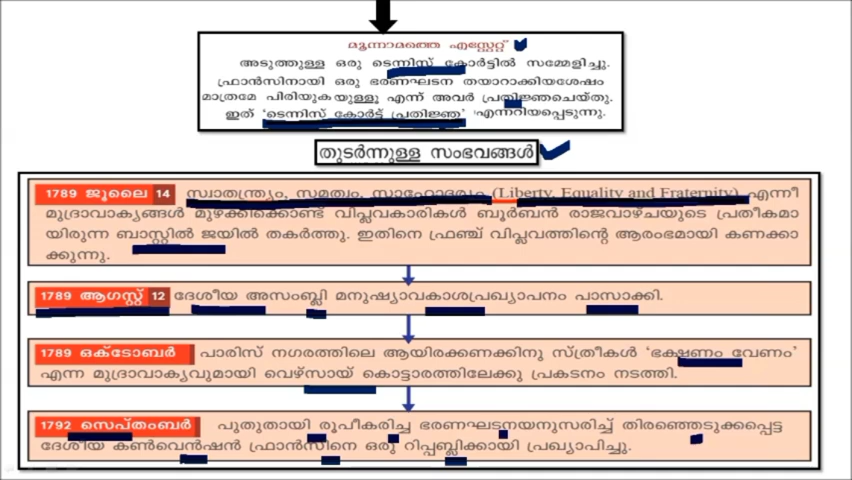 മൂന്നാമത്തെ എസ്റ്റേറ്റ്
അടുത്തുള്ള ഒരു ടെന്നിസ് കോർട്ടിൽ സമ്മേളിച്ചു.
ഫ്രാൻസിനായി ഒരു ഭരണഘടന തയാറാക്കിയശേഷം
മാത്രമേ പിരിയുകയുള്ളൂ എന്ന് അവർ പ്രതിജ്ഞചെയ്തു.
ഇത് ‘ടെന്നിസ് കോർട്ട് പ്രതിജ്ഞ’ എന്നറിയപ്പെടുന്നു.
തുടർന്നുള്ള സംഭവങ്ങൾ
1789 ജൂലൈ 14 സ്വാതന്ത്ര്യം, സമത്വം, സാഹോദര്യം (Liberty, Equality and Fraternity) എന്നീ
മുദ്രാവാക്യങ്ങൾ മുഴക്കിക്കൊണ്ട് വിപ്ലവകാരികൾ ബൂർബൻ രാജവാഴ്ചയുടെ പ്രതീകമാ
യിരുന്ന ബാസ്റ്റിൽ ജയിൽ തകർത്തു. ഇതിനെ ഫ്രഞ്ച് വിപ്ലവത്തിന്റെ ആരംഭമായി കണക്കാ
ക്കുന്നു.
1789 ആഗസ്റ്റ് 12 ദേശീയ അസംബ്ലി മനുഷ്യാവകാശപ്രഖ്യാപനം പാസാക്കി.
1789 ഒക്ടോബർ പാരിസ് നഗരത്തിലെ ആയിരക്കണക്കിനു സ്ത്രീകൾ ‘ഭക്ഷണം വേണം’
എന്ന മുദ്രാവാക്യവുമായി വെഴ്സായ് കൊട്ടാരത്തിലേക്കു പ്രകടനം നടത്തി.
1792 സെപ്തംബർ പുതുതായി രൂപീകരിച്ച ഭരണഘടനയനുസരിച്ച് തിരഞ്ഞെടുക്കപ്പെട്ട
ദേശീയ കൺവെൻഷൻ ഫ്രാൻസിനെ ഒരു റിപ്പബ്ലിക്കായി പ്രഖ്യാപിച്ചു.